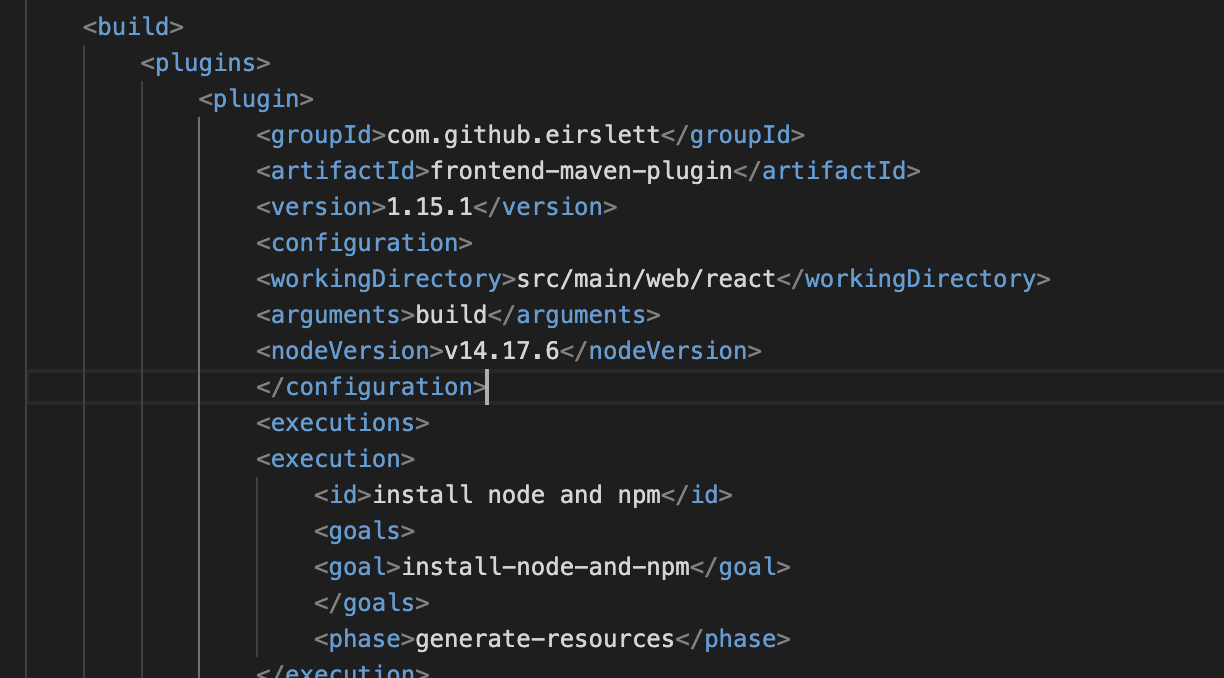 <build>
<plugins>
<plugin>
<groupId>com.github.eirslett</groupId>
<artifactId>frontend-maven-plugin</artifactId>
<version>1.15.1</version>
<configuration>
<workingDirectory>src/main/web/react</workingDirectory>
<arguments>build</arguments>
<nodeVersion>v14.17.6</nodeVersion>
</configuration>
<executions>
<execution>
<id>install node and npm</id>
<goals>
<goal>install-node-and-npm</goal>
</goals>
<phase>generate-resources</phase>
</execution>